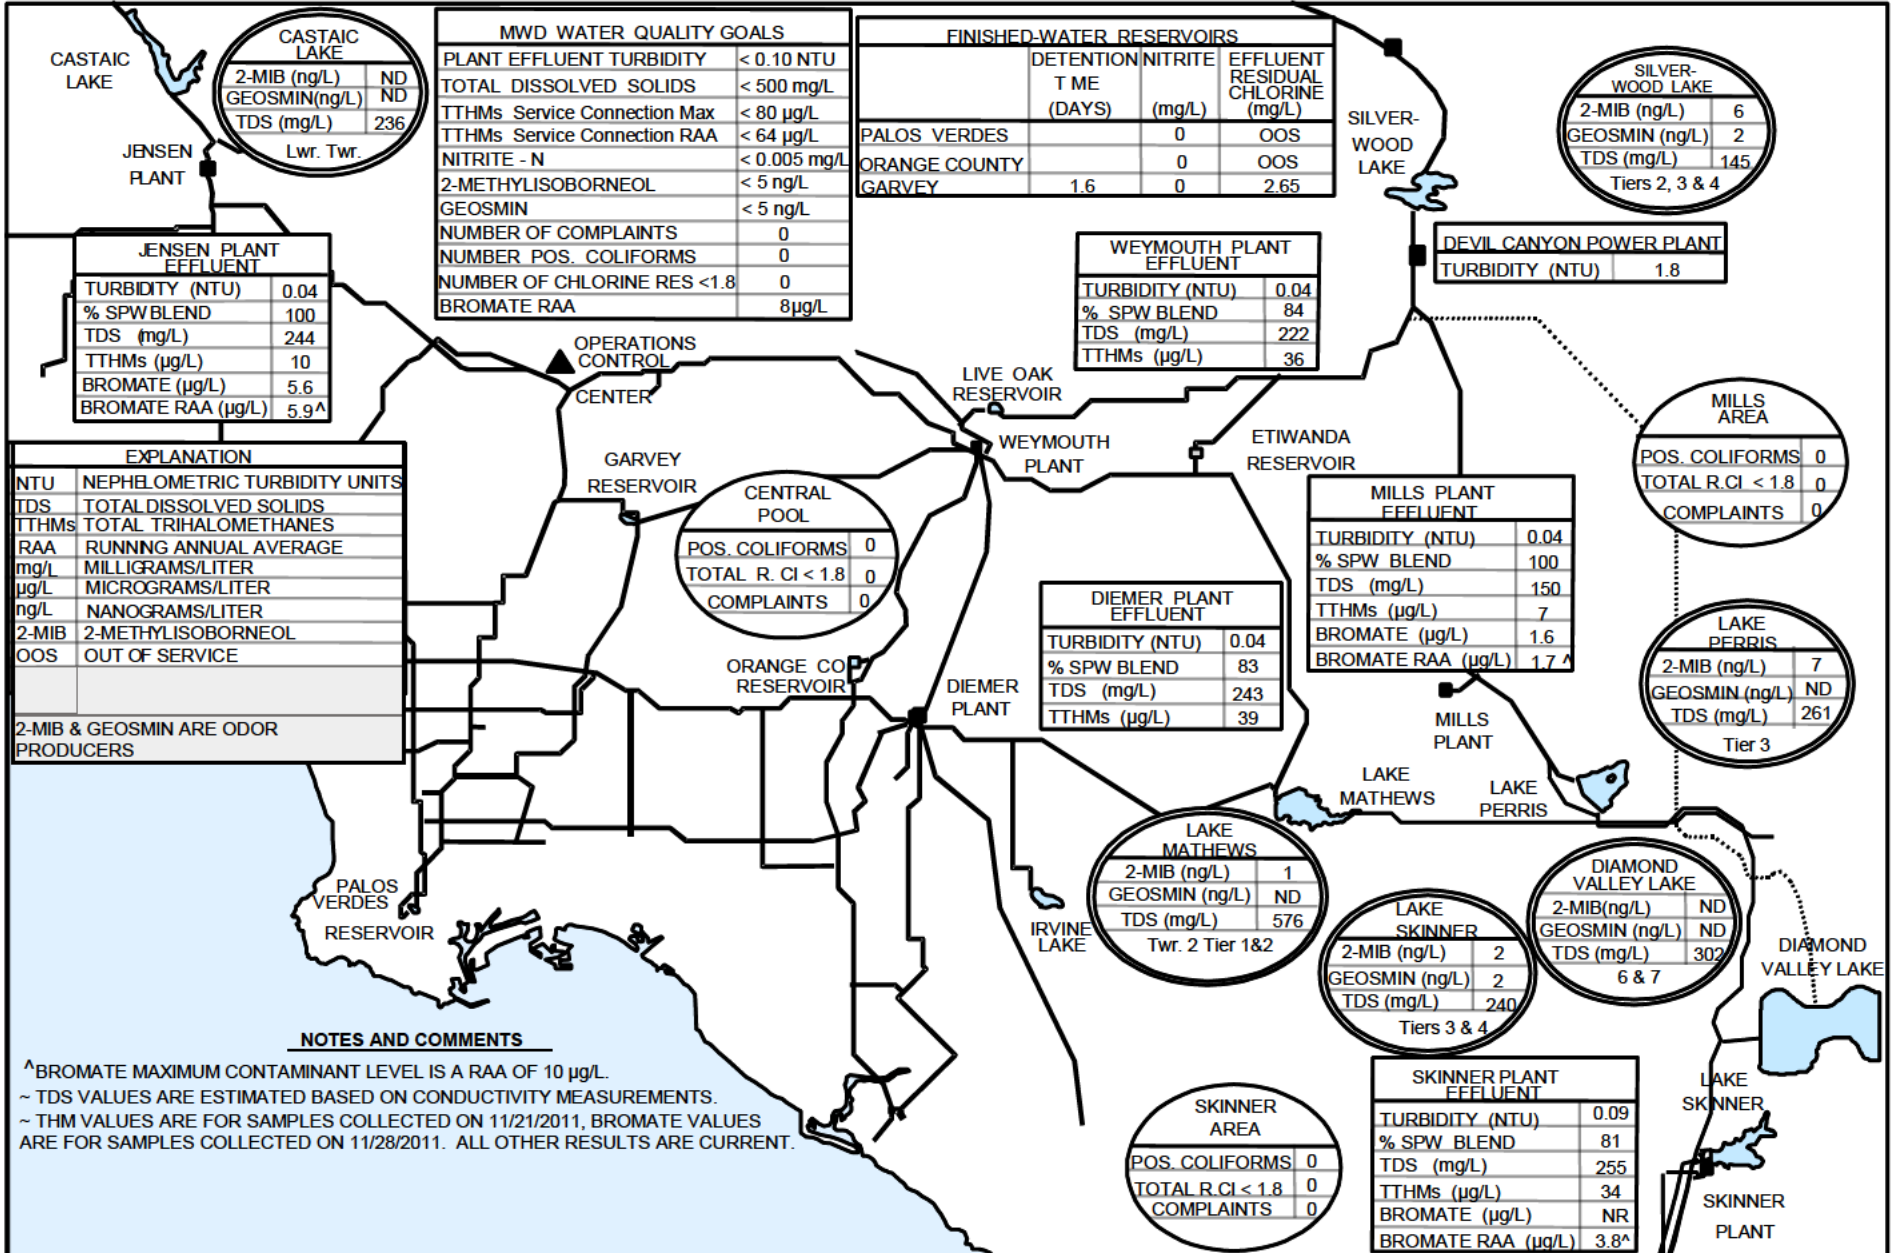 CASTAIC
LAKE
CASTAIC
LAKE
2-MIB (ng/L) ND
GEOSMIN(ng/L) ND
TDS (mg/L) 236
Lwr. Twr.
JENSEN
PLANT
MWD WATER QUALITY GOALS
PLANT EFFLUENT TURBIDITY < 0.10 NTU
TOTAL DISSOLVED SOLIDS < 500 mg/L
TTHMs Service Connection Max < 80 µg/L
TTHMs Service Connection RAA < 64 µg/L
NITRITE - N < 0.005 mg/L
2-METHYLISOBORNEOL < 5 ng/L
GEOSMIN < 5 ng/L
NUMBER OF COMPLAINTS 0
NUMBER POS. COLIFORMS 0
NUMBER OF CHLORINE RES <1.8 0
BROMATE RAA 8µg/L
FINISHED-WATER RESERVOIRS
DETENTION NITRITE EFFLUENT
T ME RESIDUAL
CHLORINE
(DAYS) (mg/L) (mg/L)
PALOS VERDES 0 OOS
ORANGE COUNTY 0 OOS
GARVEY 1.6 0 2.65
SILVER-
WOOD
LAKE
SILVER-
WOOD LAKE
2-MIB (ng/L) 6
GEOSMIN (ng/L) 2
TDS (mg/L) 145
Tiers 2, 3 & 4
JENSEN PLANT
EFFLUENT
TURBIDITY (NTU) 0.04
% SPW BLEND 100
TDS (mg/L) 244
TTHMs (µg/L) 10
BROMATE (µg/L) 5.6
BROMATE RAA (µg/L) 5.9^
WEYMOUTH PLANT
EFFLUENT
TURBIDITY (NTU) 0.04
% SPW BLEND 84
TDS (mg/L) 222
TTHMs (µg/L) 36
DEVIL CANYON POWER PLANT
TURBIDITY (NTU) 1.8
OPERATIONS
CONTROL
CENTER
LIVE OAK
RESERVOIR
WEYMOUTH
PLANT
ETIWANDA
RESERVOIR
MILLS
AREA
POS. COLIFORMS 0
TOTAL R.CI < 1.8 0
COMPLAINTS 0
EXPLANATION
NTU NEPHELOMETRIC TURBIDITY UNITS
TDS TOTAL DISSOLVED SOLIDS
TTHMs TOTAL TRIHALOMETHANES
RAA RUNNING ANNUAL AVERAGE
mg/L MILLIGRAMS/LITER
µg/L MICROGRAMS/LITER
ng/L NANOGRAMS/LITER
2-MIB 2-METHYLISOBORNEOL
OOS OUT OF SERVICE
2-MIB & GEOSMIN ARE ODOR
PRODUCERS
GARVEY
RESERVOIR
CENTRAL
POOL
POS. COLIFORMS 0
TOTAL R. CI < 1.8 0
COMPLAINTS 0
MILLS PLANT
EFFLUENT
TURBIDITY (NTU) 0.04
% SPW BLEND 100
TDS (mg/L) 150
TTHMs (µg/L) 7
BROMATE (µg/L) 1.6
BROMATE RAA (µg/L) 1.7 ^
DIEMER PLANT
EFFLUENT
TURBIDITY (NTU) 0.04
% SPW BLEND 83
TDS (mg/L) 243
TTHMs (µg/L) 39
LAKE
PERRIS
2-MIB (ng/L) 7
GEOSMIN (ng/L) ND
TDS (mg/L) 261
Tier 3
ORANGE CO
RESERVOIR
DIEMER
PLANT
MILLS
PLANT
LAKE
MATHEWS
LAKE
PERRIS
LAKE
MATHEWS
2-MIB (ng/L) 1
GEOSMIN (ng/L) ND
TDS (mg/L) 576
Twr. 2 Tier 1&2
DIAMOND
VALLEY LAKE
2-MIB(ng/L) ND
GEOSMIN (ng/L) ND
TDS (mg/L) 302
6 & 7
PALOS
VERDES
RESERVOIR
IRVINE
LAKE
LAKE
SKINNER
2-MIB (ng/L) 2
GEOSMIN (ng/L) 2
TDS (mg/L) 240
Tiers 3 & 4
DIAMOND
VALLEY LAKE
NOTES AND COMMENTS
^BROMATE MAXIMUM CONTAMINANT LEVEL IS A RAA OF 10 µg/L.
~ TDS VALUES ARE ESTIMATED BASED ON CONDUCTIVITY MEASUREMENTS.
~ THM VALUES ARE FOR SAMPLES COLLECTED ON 11/21/2011, BROMATE VALUES
ARE FOR SAMPLES COLLECTED ON 11/28/2011. ALL OTHER RESULTS ARE CURRENT.
SKINNER
AREA
POS. COLIFORMS 0
TOTAL R.CI < 1.8 0
COMPLAINTS 0
SKINNER PLANT
EFFLUENT
TURBIDITY (NTU) 0.09
% SPW BLEND 81
TDS (mg/L) 255
TTHMs (µg/L) 34
BROMATE (µg/L) NR
BROMATE RAA (µg/L) 3.8^
LAKE
SKINNER
SKINNER
PLANT